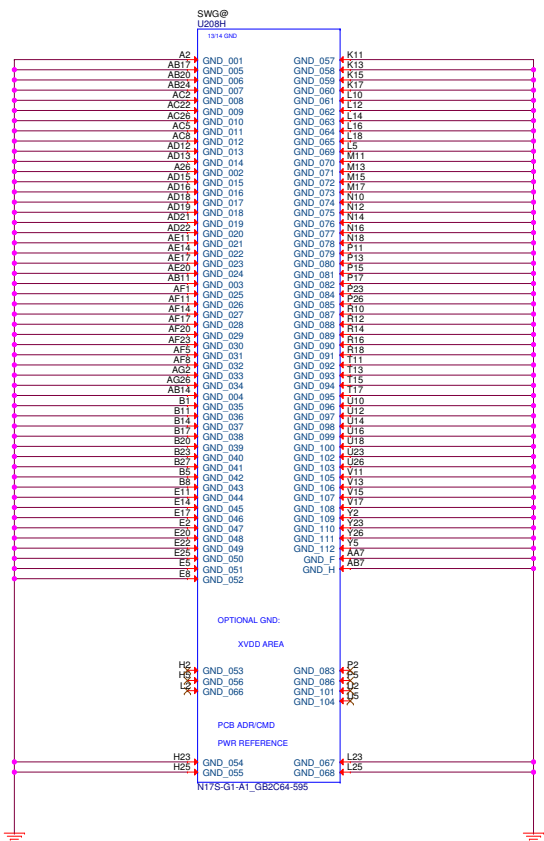 SWG@
U208H
13/14 GND
A2 GND_001 GND_057 K11
AB17 GND_005 GND_058 K13
AB20 GND_006 GND_059 K15
AB24 GND_007 GND_060 K17
AC2 GND_008 GND_061 L10
AC22 GND_009 GND_062 L12
AC26 GND_010 GND_063 L14
AC5 GND_011 GND_064 L16
AC8 GND_012 GND_065 L18
AD12 GND_013 GND_069 L5
AD13 GND_014 GND_070 M11
A26 GND_002 GND_071 M13
AD15 GND_015 GND_072 M15
AD16 GND_016 GND_073 M17
AD18 GND_017 GND_074 N10
AD19 GND_018 GND_075 N12
AD21 GND_019 GND_076 N14
AD22 GND_020 GND_077 N16
AE11 GND_021 GND_078 N18
AE14 GND_022 GND_079 P11
AE17 GND_023 GND_080 P13
AE20 GND_024 GND_081 P15
AB11 GND_003 GND_082 P17
AF1 GND_025 GND_084 P23
AF11 GND_026 GND_085 P26
AF14 GND_027 GND_087 R10
AF17 GND_028 GND_088 R12
AF20 GND_029 GND_089 R14
AF23 GND_030 GND_090 R16
AF5 GND_031 GND_091 R18
AF8 GND_032 GND_092 T11
AG2 GND_033 GND_093 T13
AG26 GND_034 GND_094 T15
AB14 GND_004 GND_095 T17
B1 GND_035 GND_096 U10
B11 GND_036 GND_097 U12
B14 GND_037 GND_098 U14
B17 GND_038 GND_099 U16
B20 GND_039 GND_100 U18
B23 GND_040 GND_102 U23
B27 GND_041 GND_103 U26
B5 GND_042 GND_105 V11
B8 GND_043 GND_106 V13
E11 GND_044 GND_107 V15
E14 GND_045 GND_108 V17
E17 GND_046 GND_109 Y2
E2 GND_047 GND_110 Y23
E20 GND_048 GND_111 Y26
E22 GND_049 GND_112 Y5
E25 GND_050 GND_F AA7
E5 GND_051 GND_H AB7
E8 GND_052
OPTIONAL GND:
XVDD AREA
H2 GND_053 GND_083 P2
H5 GND_056 GND_086 P5
L2 GND_066 GND_101 U2
GND_104 U5
PCB ADR/CMD
PWR REFERENCE
H23 GND_054 GND_067 L23
H25 GND_055 GND_068 L25
N17S-G1-A1_GB2C64-595